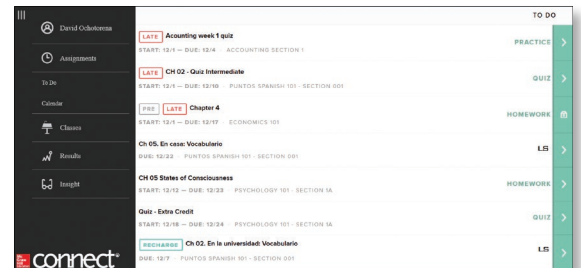 TO DO
David Ochotorena
Assignments
To Do
Calendar
Classes
Results
Insight
connect®
LATE Acounting week 1 quiz
START: 12/1 — DUE: 12/4 · ACCOUNTING SECTION 1
PRACTICE
LATE CH 02 - Quiz Intermediate
START: 12/1 — DUE: 12/10 · PUNTOS SPANISH 101 - SECTION 001
QUIZ
PRE LATE Chapter 4
START: 12/1 — DUE: 12/17 · ECONOMICS 101
HOMEWORK
Ch 05. En casa: Vocabulario
DUE: 12/22 · PUNTOS SPANISH 101 - SECTION 001
LS
CH 05 States of Consciousness
START: 12/12 — DUE: 12/23 · PSYCHOLOGY 101 - SECTION 1A
HOMEWORK
Quiz - Extra Credit
START: 12/16 — DUE: 12/24 · PSYCHOLOGY 101 - SECTION 1A
QUIZ
RECHARGE Ch 02. En la universidad: Vocabulario
DUE: 12/7 · PUNTOS SPANISH 101 - SECTION 001
LS